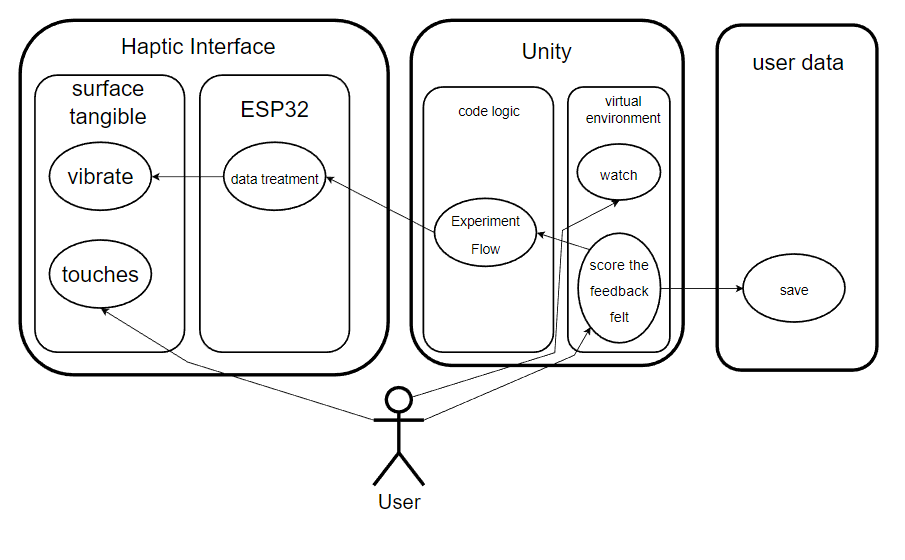 Haptic Interface
surface
tangible
vibrate
touches
ESP32
data treatment
Unity
code logic
Experiment
Flow
virtual
environment
watch
score the
feedback
felt
user data
save
User